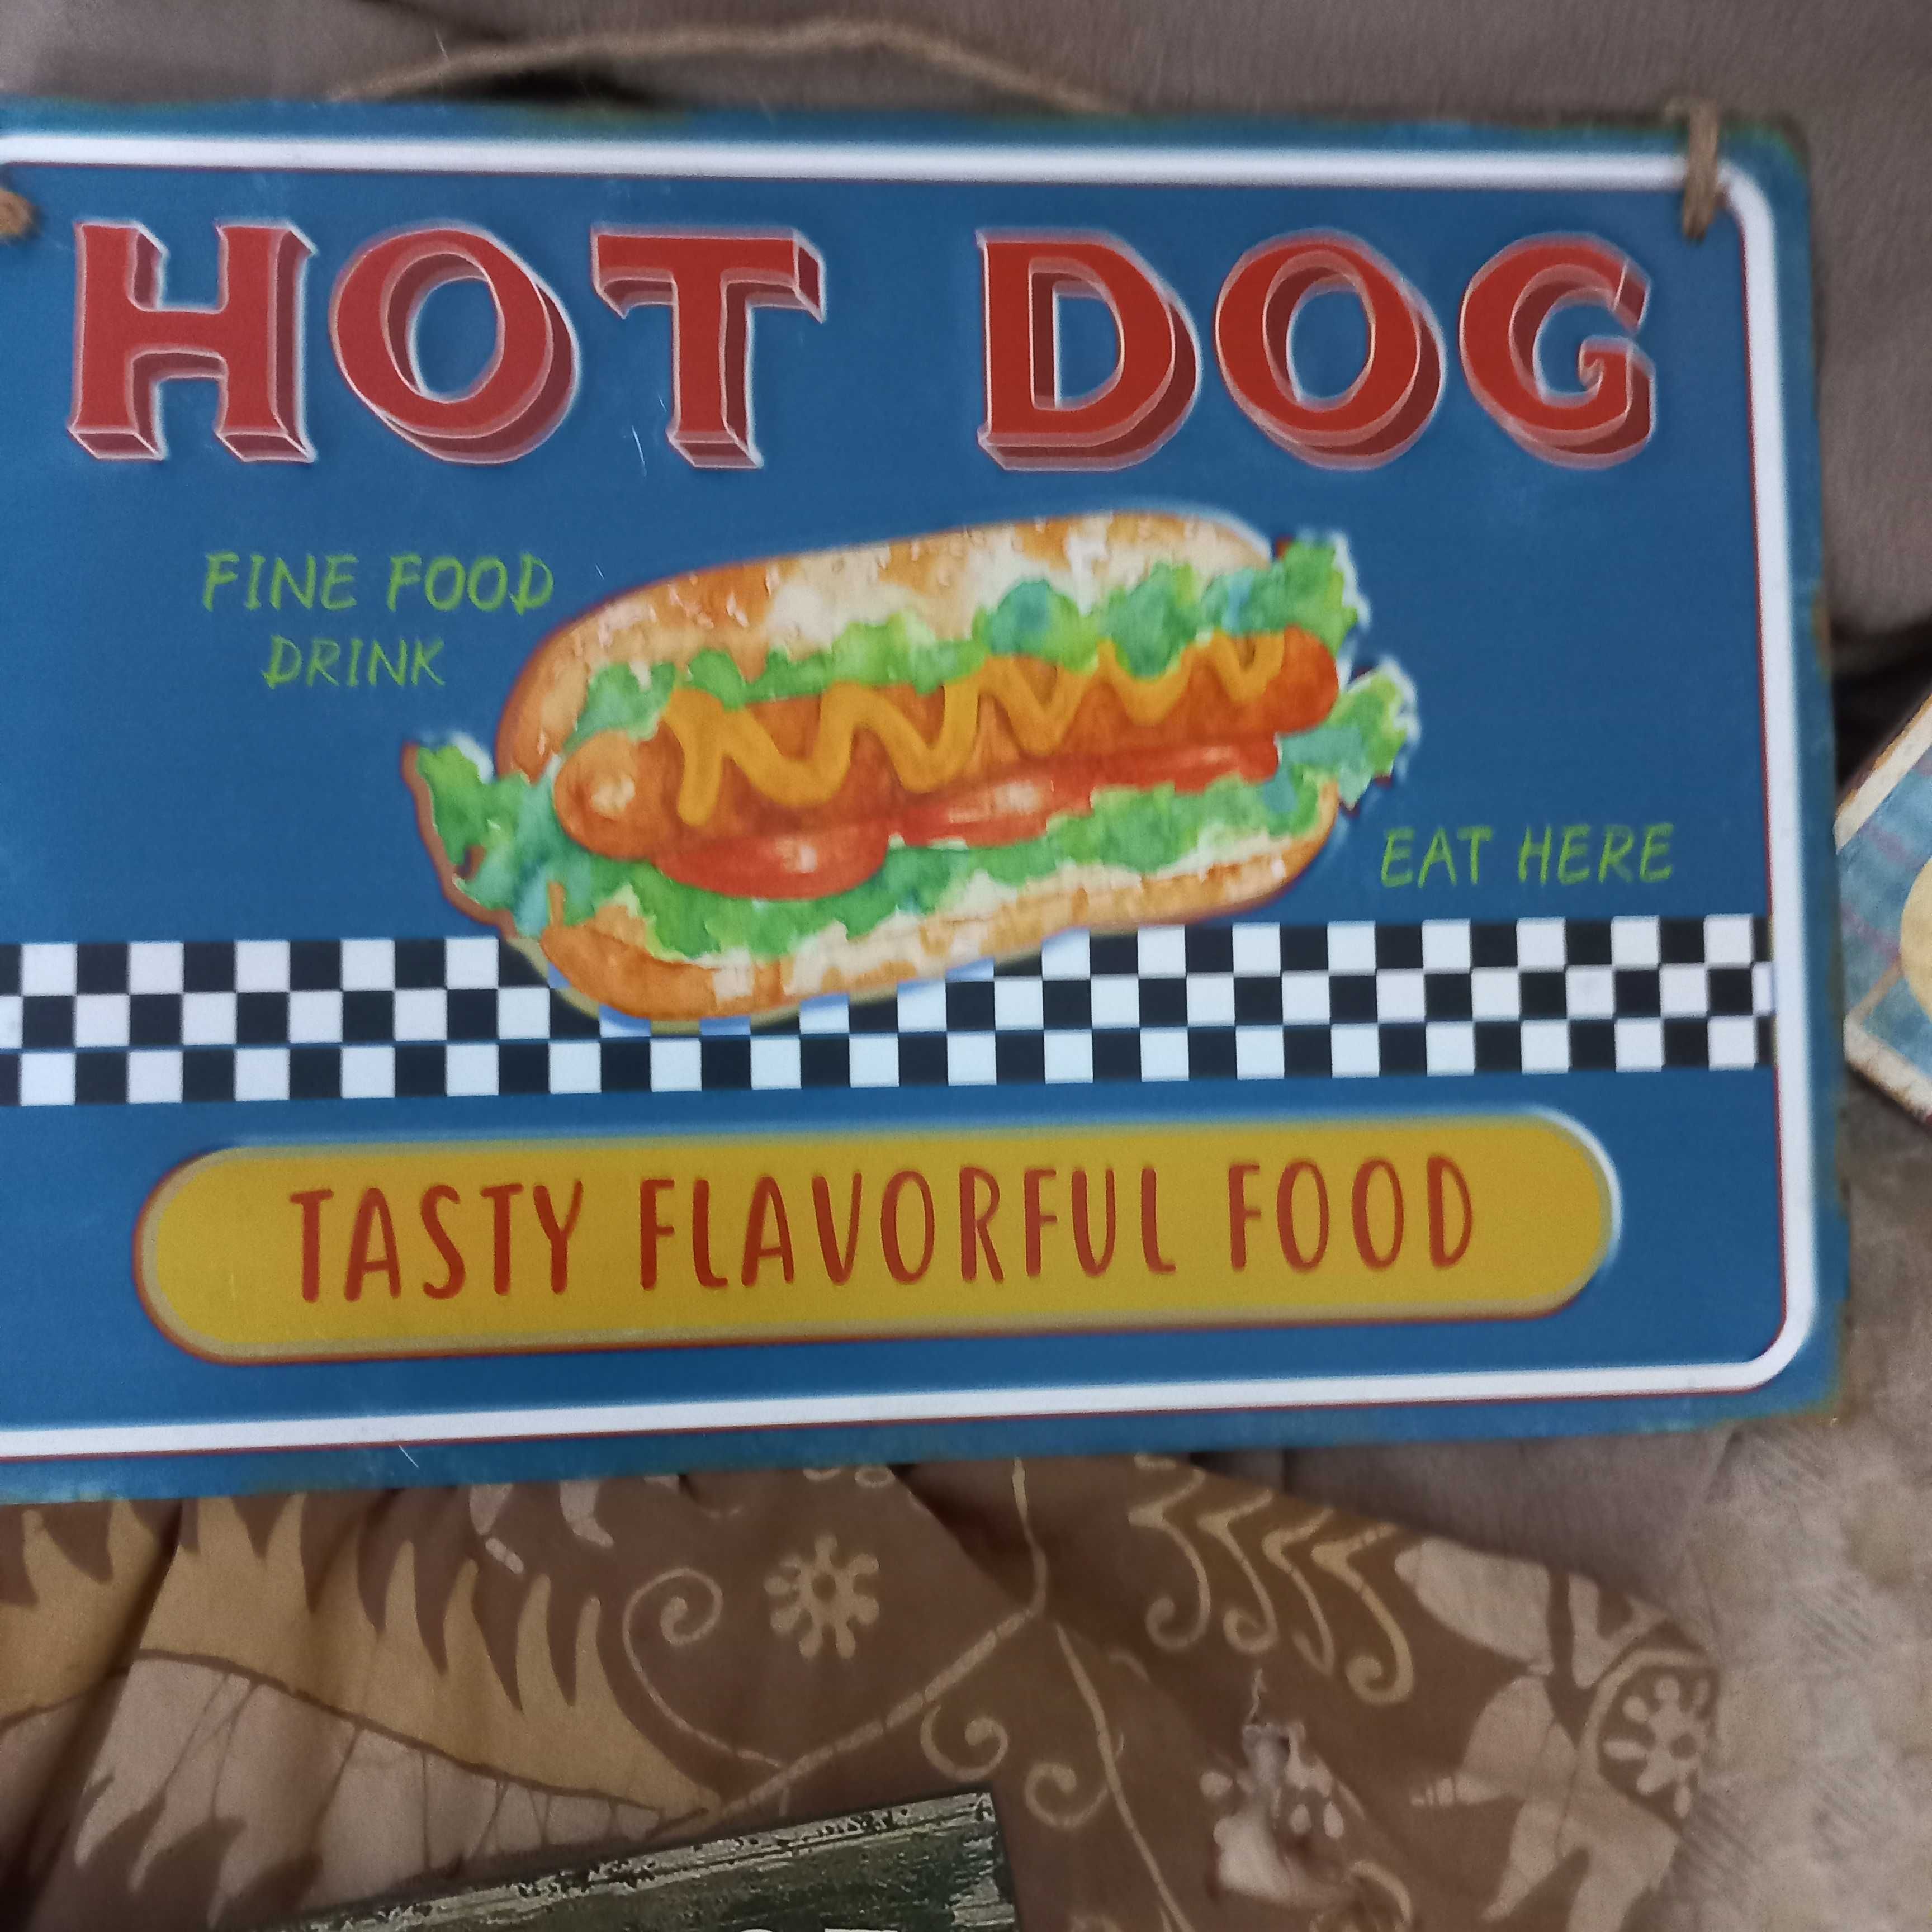 HOT DOG
FINE FOOD
DRINK
EAT HERE
TASTY FLAVORFUL FOOD